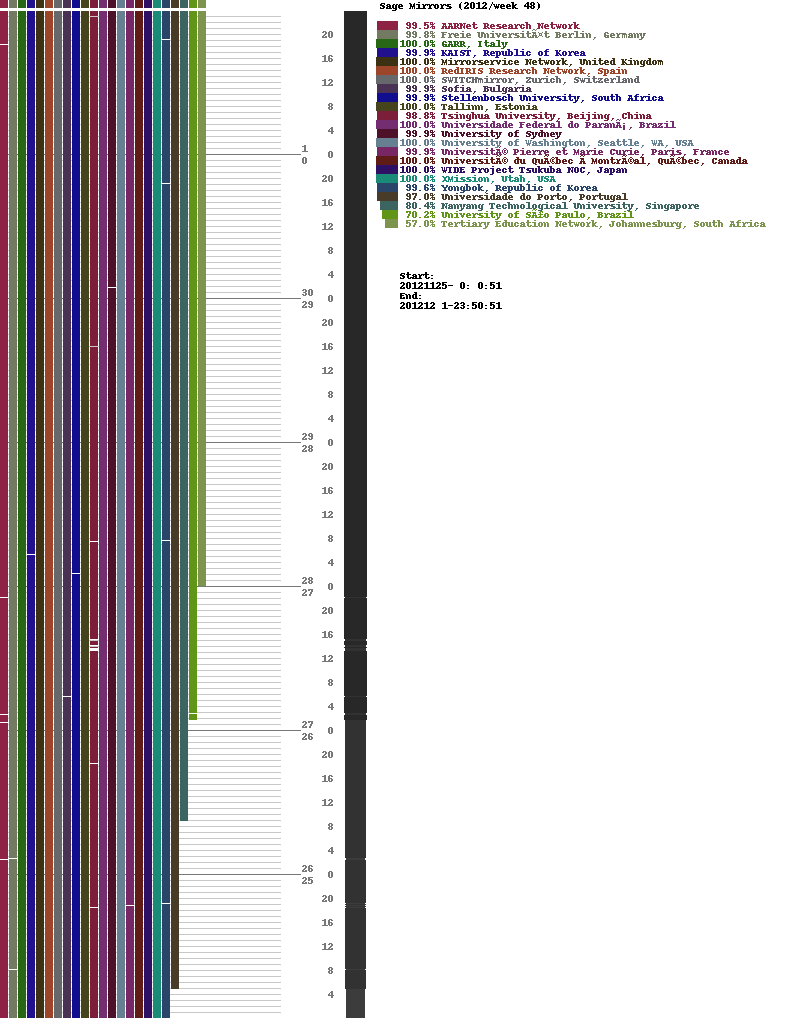 Sage Mirrors (2012/week 48)
99.5% AARNet Research Network
99.8% Freie UniversitÃ¤t Berlin, Germany
100.0% GARR, Italy
99.9% KAIST, Republic of Korea
100.0% Mirrorservice Network, United Kingdom
100.0% RedIRIS Research Network, Spain
100.0% SWITCHmirror, Zurich, Switzerland
99.9% Sofia, Bulgaria
99.9% Stellenbosch University, South Africa
100.0% Tallinn, Estonia
98.8% Tsinghua University, Beijing, China
100.0% Universidade Federal do ParanÃ¡, Brazil
99.9% University of Sydney
100.0% University of Washington, Seattle, WA, USA
99.9% UniversitÃ© Pierre et Marie Curie, Paris, France
100.0% UniversitÃ© du QuÃ©bec Ã MontrÃ©al, QuÃ©bec, Canada
100.0% WIDE Project Tsukuba NOC, Japan
100.0% XMission, Utah, USA
99.6% Yongbok, Republic of Korea
97.0% Universidade do Porto, Portugal
80.4% Nanyang Technological University, Singapore
70.2% University of SÃ£o Paulo, Brazil
57.0% Tertiary Education Network, Johannesburg, South Africa
Start:
20121125- 0: 0:51
End:
201212 1-23:50:51
20
16
12
8
4
1
0
0
20
16
12
8
4
30
0
29
20
16
12
8
4
29
0
28
20
16
12
8
4
28
0
27
20
16
12
8
4
27
0
26
20
16
12
8
4
26
0
25
20
16
12
8
4